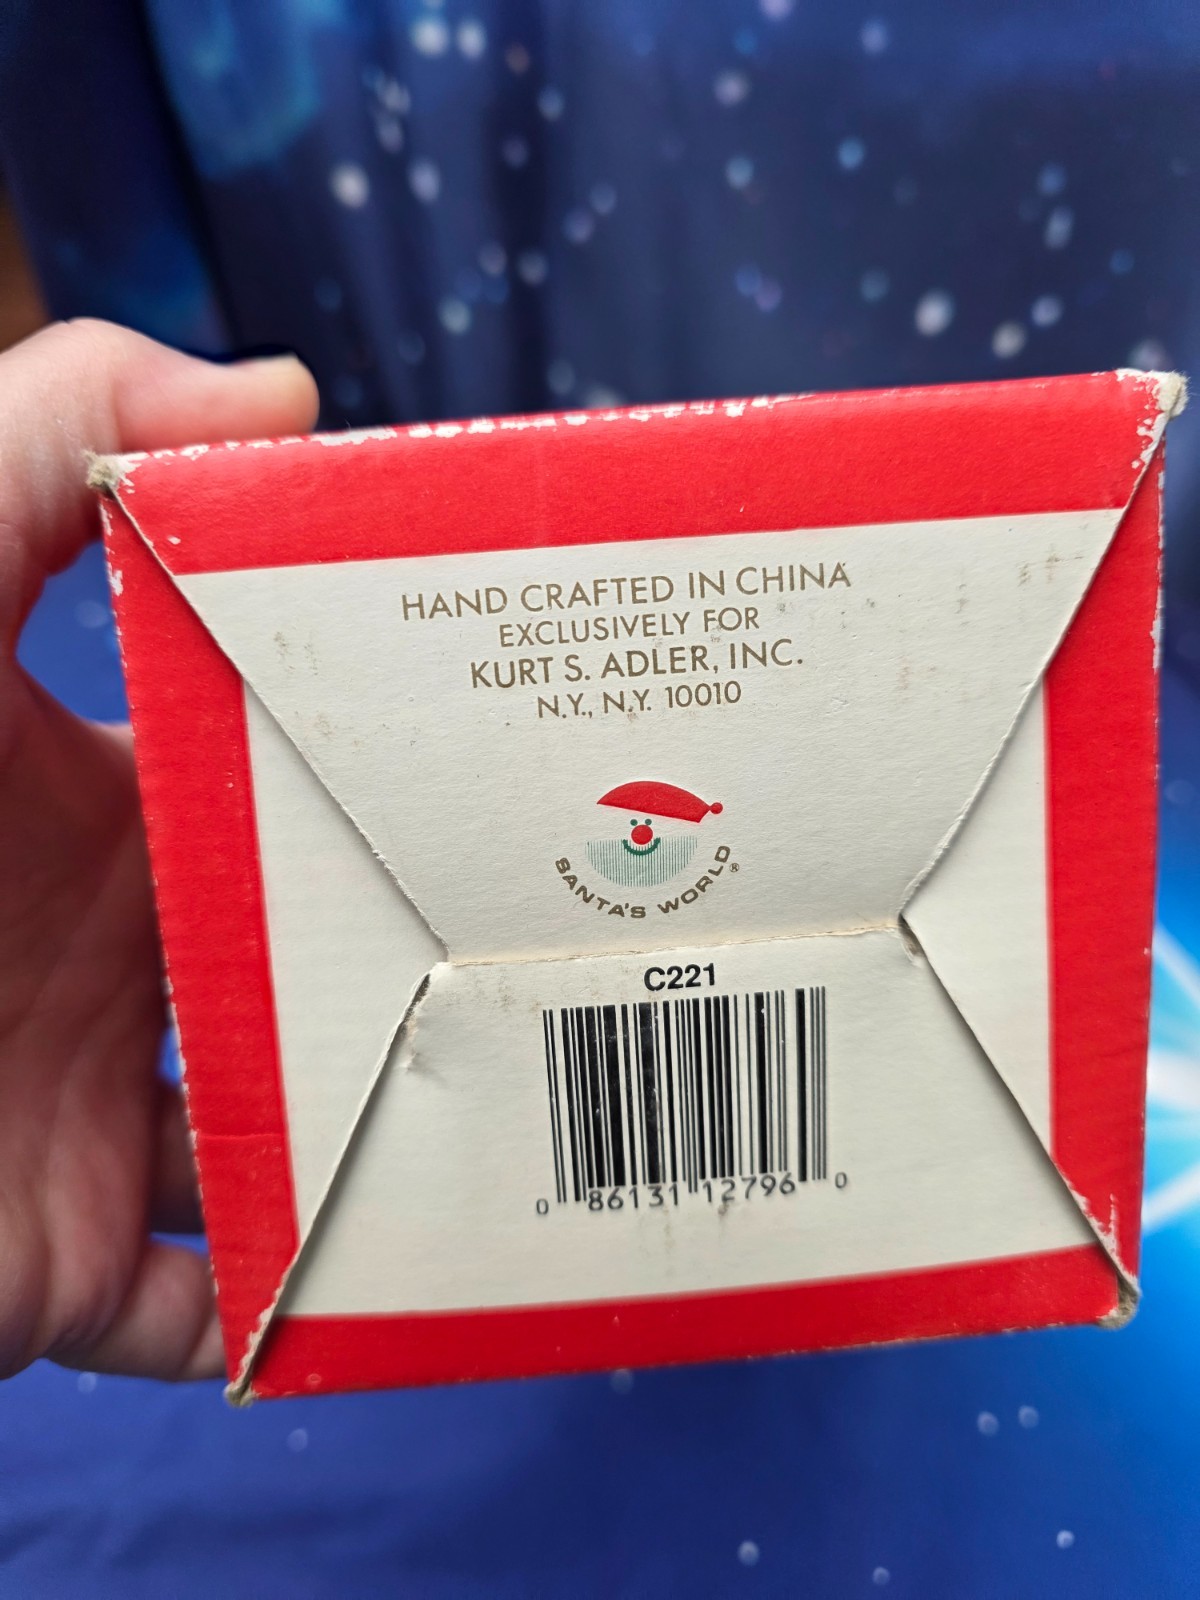 HAND CRAFTED IN CHINA
EXCLUSIVELY FOR
KURT S. ADLER, INC.
N.Y., N.Y. 10010
SANTA'S WORLD®
C221
0 86131 12796 0